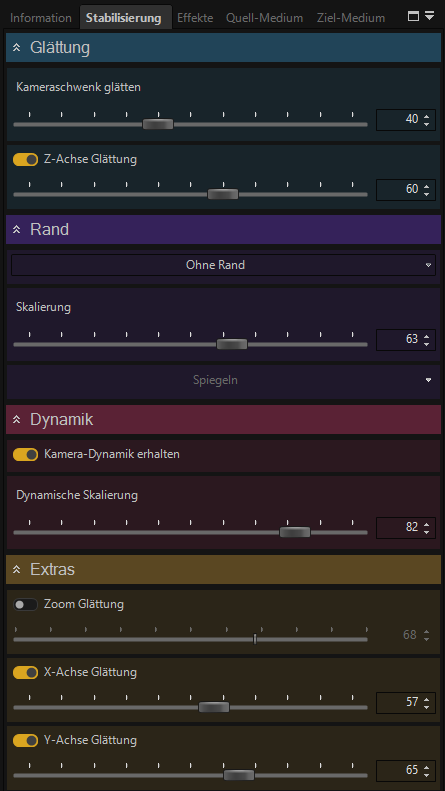 Information Stabilisierung Effekte Quell-Medium Ziel-Medium
Glättung
Kameraschwenk glätten
40
Z-Achse Glättung
60
Rand
Ohne Rand
Skalierung
63
Spiegeln
Dynamik
Kamera-Dynamik erhalten
Dynamische Skalierung
82
Extras
Zoom Glättung
68
X-Achse Glättung
57
Y-Achse Glättung
65